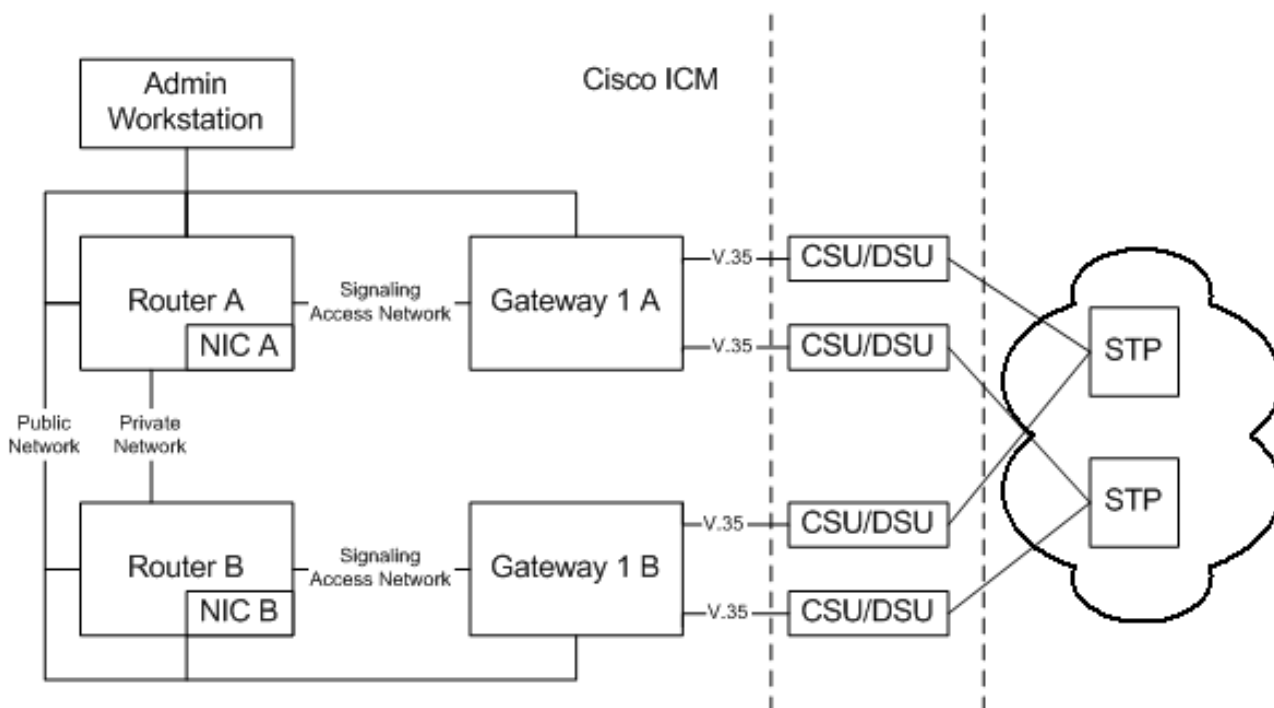 Admin
Workstation
Cisco ICM
Router A
NIC A
Signaling
Access Network
Gateway 1 A
V.35
CSU/DSU
V.35
CSU/DSU
STP
Public
Network
Private
Network
Router B
NIC B
Signaling
Access Network
Gateway 1 B
V.35
CSU/DSU
V.35
CSU/DSU
STP